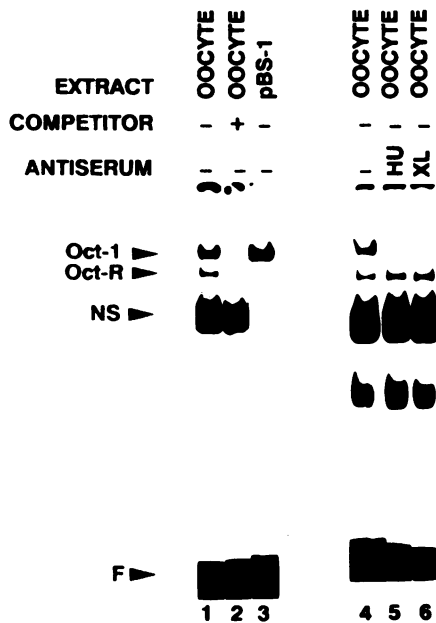 EXTRACT OOCYTE OOCYTE pBS-1 OOCYTE OOCYTE OOCYTE
COMPETITOR – + – – – –
ANTISERUM – – – – HU XL
Oct-1
Oct-R
NS
F
1 2 3 4 5 6